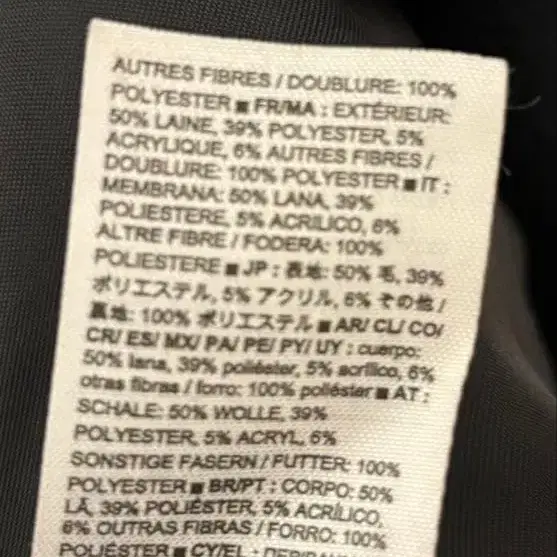 AUTRES FIBRES / DOUBLURE: 100%
POLYESTER ■ FR/MA : EXTÉRIEUR:
50% LAINE, 39% POLYESTER, 5%
ACRYLIQUE, 6% AUTRES FIBRES /
DOUBLURE: 100% POLYESTER ■ IT :
MEMBRANA: 50% LANA, 39%
POLIESTERE, 5% ACRILICO, 6%
ALTRE FIBRE / FODERA: 100%
POLIESTERE ■ JP : 表地: 50% 毛, 39%
ポリエステル, 5% アクリル, 6% その他 /
裏地: 100% ポリエステル ■ AR/ CL/ CO/
CR/ ES/ MX/ PA/ PE/ PY/ UY : cuerpo:
50% lana, 39% poliéster, 5% acrílico, 6%
otras fibras / forro: 100% poliéster ■ AT :
SCHALE: 50% WOLLE, 39%
POLYESTER, 5% ACRYL, 6%
SONSTIGE FASERN / FUTTER: 100%
POLYESTER ■ BR/PT : CORPO: 50%
LÃ, 39% POLIÉSTER, 5% ACRÍLICO,
6% OUTRAS FIBRAS / FORRO: 100%
POLIÉSTER ■ CY/EL :